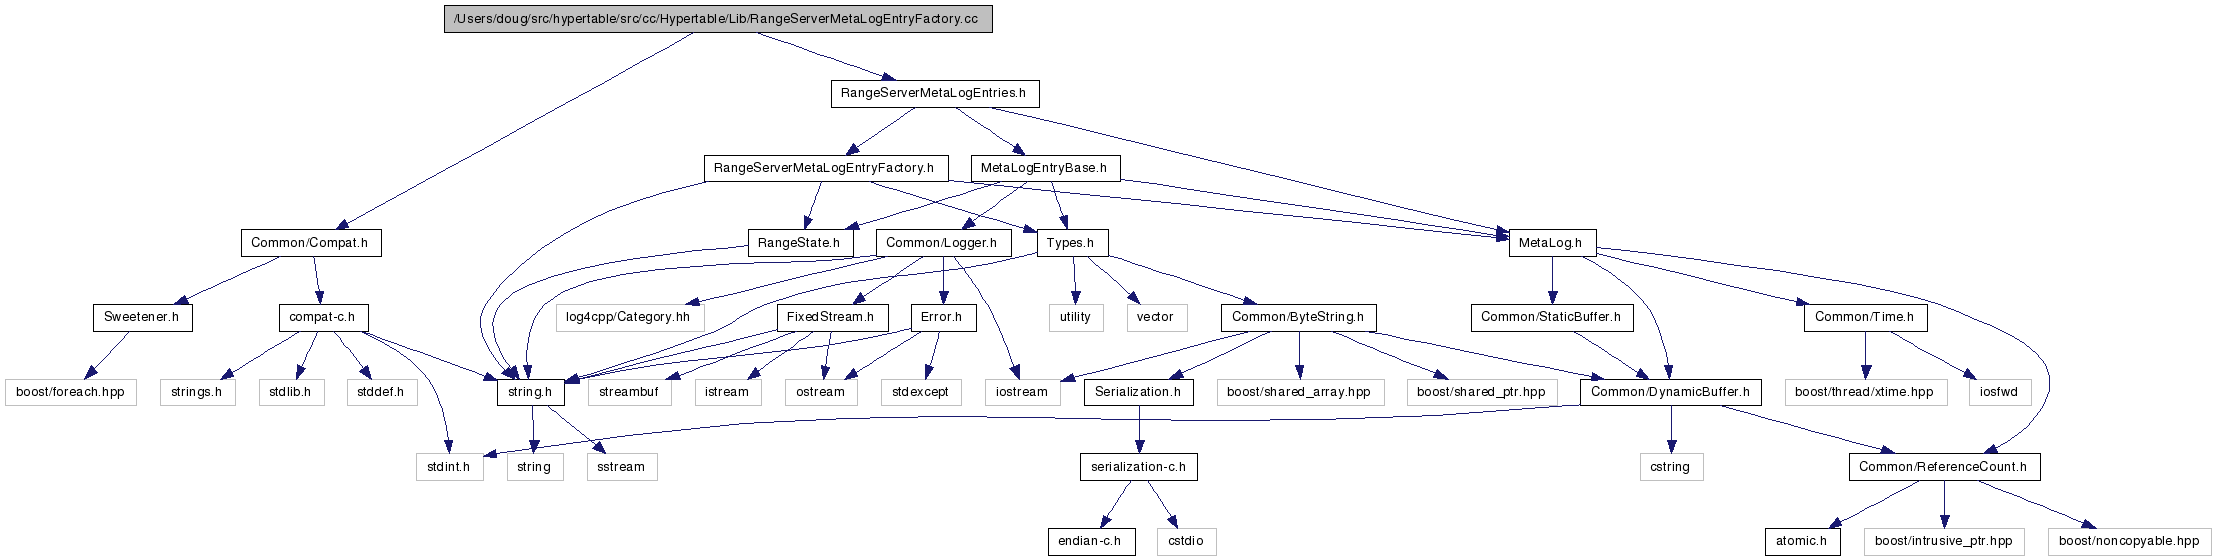 /Users/doug/src/hypertable/src/cc/Hypertable/Lib/RangeServerMetaLogEntryFactory.cc
RangeServerMetaLogEntries.h
RangeServerMetaLogEntryFactory.h
MetaLogEntryBase.h
Common/Compat.h
RangeState.h
Common/Logger.h
Types.h
MetaLog.h
Sweetener.h
compat-c.h
log4cpp/Category.hh
FixedStream.h
Error.h
utility
vector
Common/ByteString.h
Common/StaticBuffer.h
Common/Time.h
boost/foreach.hpp
strings.h
stdlib.h
stddef.h
string.h
streambuf
istream
ostream
stdexcept
iostream
Serialization.h
boost/shared_array.hpp
boost/shared_ptr.hpp
Common/DynamicBuffer.h
boost/thread/xtime.hpp
iosfwd
stdint.h
string
sstream
serialization-c.h
cstring
Common/ReferenceCount.h
endian-c.h
cstdio
atomic.h
boost/intrusive_ptr.hpp
boost/noncopyable.hpp